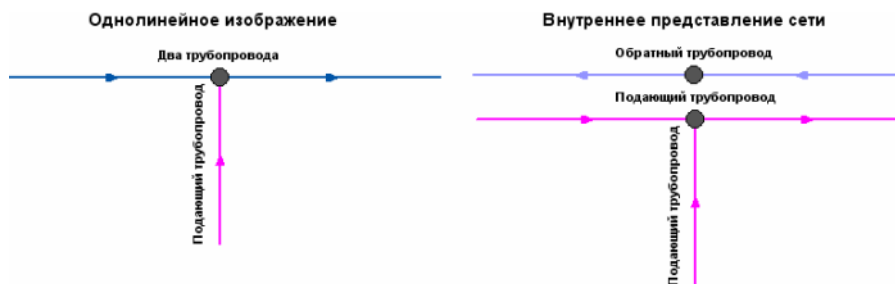 Однолинейное изображение
Два трубопровода
Подающий трубопровод
Внутреннее представление сети
Обратный трубопровод
Подающий трубопровод
Подающий трубопровод